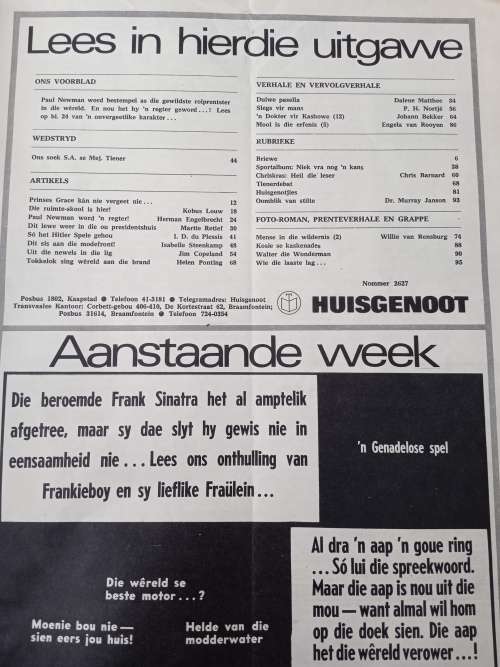 Lees in hierdie uitgawe
ONS VOORBLAD
Paul Newman word bestempel as die gewildste rolprentster
in die wêreld. En nou het hy 'n regter geword...? Lees
op bl. 24 van 'n onvergeetlike karakter...
WEDSTRYD
Ons soek S.A. se Mej. Tiener 44
ARTIKELS
Prinses Grace kan nie vergeet nie... 12
Die ruimte-skool is hier! Kobus Louw 18
Paul Newman word 'n regter! Herman Engelbrecht 24
Dit lewe weer in die ou presidentshuis Martie Retief 30
Só het Hitler Spele gehou I. D. du Plessis 41
Dit sis aan die modefront! Isabelle Steenkamp 48
Uit die newels in die lig Jim Copeland 54
Tokkelok sing wêreld aan die brand Helen Ponting 68
VERHALE EN VERVOLGVERHALE
Duiwe panella Dalene Matthee 34
Slegs vir mans P. H. Nortjé 56
'n Dokter vir Kashowe (12) Johann Bekker 64
Mooi is die erfenis (5) Engela van Rooyen 86
RUBRIEKE
Briewe 6
Sportalbum: Niek vra nog 'n kans 38
Chriskras: Heil die leser Chris Barnard 60
Tienerdebat 68
Huisgenootjies 81
Oomblik van stilte Dr. Murray Janson 93
FOTO-ROMAN, PRENTEVERHALE EN GRAPPE
Mense in die wildernis (2) Willie van Rensburg 74
Kosie se kaskenades 88
Walter die Wonderman 90
Wie die laaste lag... 95
Nommer 2627
Posbus 1802, Kaapstad ● Telefoon 41-3181 ● Telegramadres: Huisgenoot
Transvaalse Kantoor: Corbett-gebou 406-410, De Kortestraat 62, Braamfontein;
Posbus 31614, Braamfontein ● Telefoon 724-0354
HUISGENOOT
Aanstaande week
Die beroemde Frank Sinatra het al amptelik
afgetree, maar sy dae slyt hy gewis nie in
eensaamheid nie... Lees ons onthulling van
Frankieboy en sy lieflike Fraülein...
'n Genadelose spel
Die wêreld se
beste motor...?
Moenie bou nie—
sien eers jou huis!
Helde van die
modderwater
Al dra 'n aap 'n goue ring
...Só lui die spreekwoord.
Maar die aap is nou uit die
mou—want almal wil hom
op die doek sien. Die aap
het die wêreld verower...!